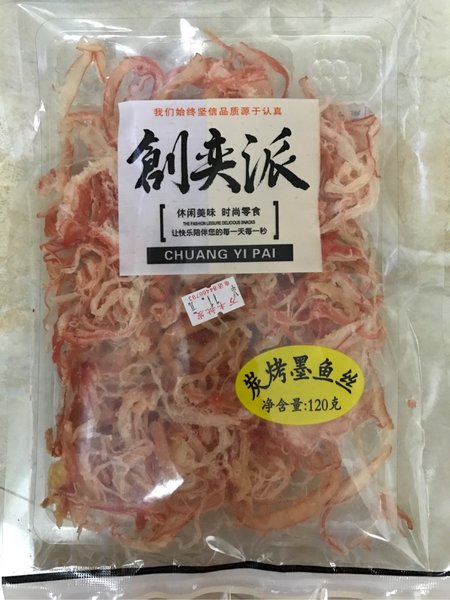 我们始终坚信品质源于认真
創奕派
休闲美味 时尚零食
THE FASHION LEISURE DELICIOUS SNACKS
让快乐陪伴您的每一天每一秒
CHUANG YI PAI
炭烤墨鱼丝
净含量:120克